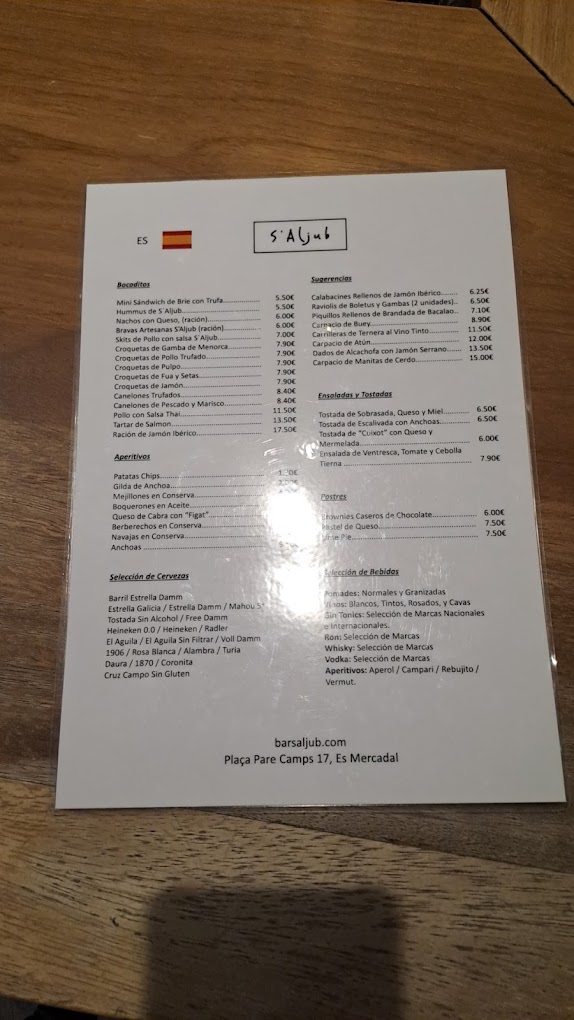 ES
S'Aljub
Bocaditos
Mini Sándwich de Brie con Trufa 5.50€
Hummus de S´Aljub 5.50€
Nachos con Queso, (ración) 6.00€
Bravas Artesanas S'Aljub (ración) 6.00€
Skits de Pollo con salsa S´Aljub 7.00€
Croquetas de Gamba de Menorca 7.90€
Croquetas de Pollo Trufado 7.90€
Croquetas de Pulpo 7.90€
Croquetas de Fua y Setas 7.90€
Croquetas de Jamón 7.90€
Canelones Trufados 8.40€
Canelones de Pescado y Marisco 8.40€
Pollo con Salsa Thai 11.50€
Tartar de Salmon 13.50€
Ración de Jamón Ibérico 17.50€
Aperitivos
Patatas Chips
Gilda de Anchoa
Mejillones en Conserva
Boquerones en Aceite
Queso de Cabra con "Figat"
Berberechos en Conserva
Navajas en Conserva
Anchoas
Selección de Cervezas
Barril Estrella Damm
Estrella Galicia / Estrella Damm / Mahou 5*
Tostada Sin Alcohol / Free Damm
Heineken 0.0 / Heineken / Radler
El Aguila / El Aguila Sin Filtrar / Voll Damm
1906 / Rosa Blanca / Alambra / Turia
Daura / 1870 / Coronita
Cruz Campo Sin Gluten
Sugerencias
Calabacines Rellenos de Jamón Ibérico 6.25€
Raviolis de Boletus y Gambas (2 unidades) 6.50€
Piquillos Rellenos de Brandada de Bacalao 7.10€
Carpacio de Buey 8.90€
Carrilleras de Ternera al Vino Tinto 11.50€
Carpacio de Atún 12.00€
Dados de Alcachofa con Jamón Serrano 13.50€
Carpacio de Manitas de Cerdo 15.00€
Ensaladas y Tostadas
Tostada de Sobrasada, Queso y Miel 6.50€
Tostada de Escalivada con Anchoas 6.50€
Tostada de "Cuixot" con Queso y
Mermelada 6.00€
Ensalada de Ventresca, Tomate y Cebolla
Tierna 7.90€
Postres
Brownies Caseros de Chocolate 6.00€
Pastel de Queso 7.50€
Pie 7.50€
Selección de Bebidas
Pomades: Normales y Granizadas
Vinos: Blancos, Tintos, Rosados, y Cavas
Gin Tonics: Selección de Marcas Nacionales
e Internacionales.
Ron: Selección de Marcas
Whisky: Selección de Marcas
Vodka: Selección de Marcas
Aperitivos: Aperol / Campari / Rebujito /
Vermut.
barsaljub.com
Plaça Pare Camps 17, Es Mercadal